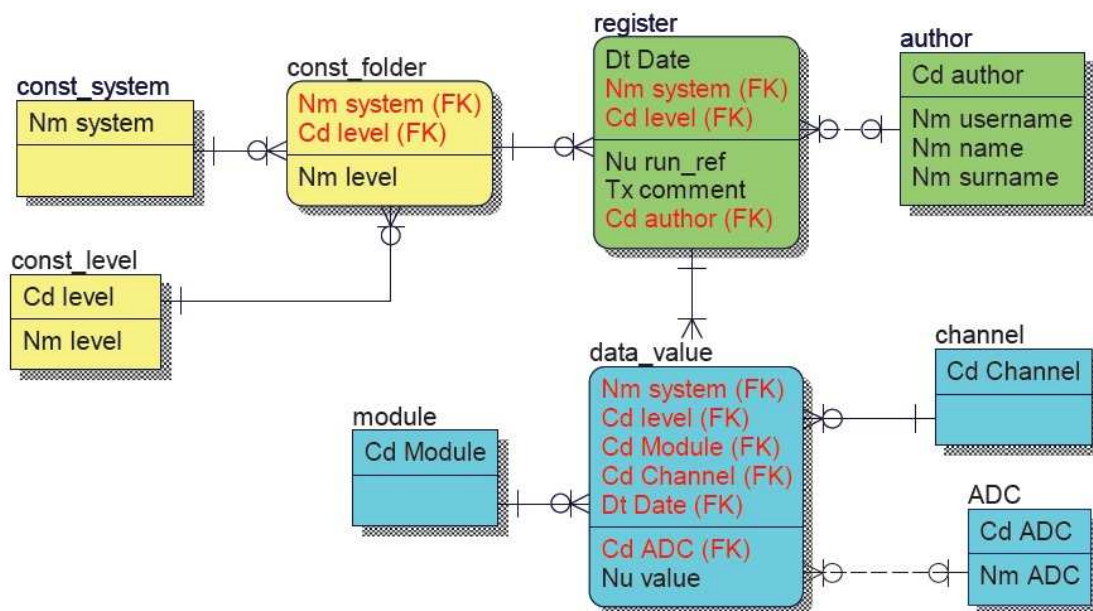 const_system
Nm system
const_folder
Nm system (FK)
Cd level (FK)
Nm level
register
Dt Date
Nm system (FK)
Cd level (FK)
Nu run_ref
Tx comment
Cd author (FK)
author
Cd author
Nm username
Nm name
Nm surname
const_level
Cd level
Nm level
data_value
Nm system (FK)
Cd level (FK)
Cd Module (FK)
Cd Channel (FK)
Dt Date (FK)
Cd ADC (FK)
Nu value
module
Cd Module
channel
Cd Channel
ADC
Cd ADC
Nm ADC